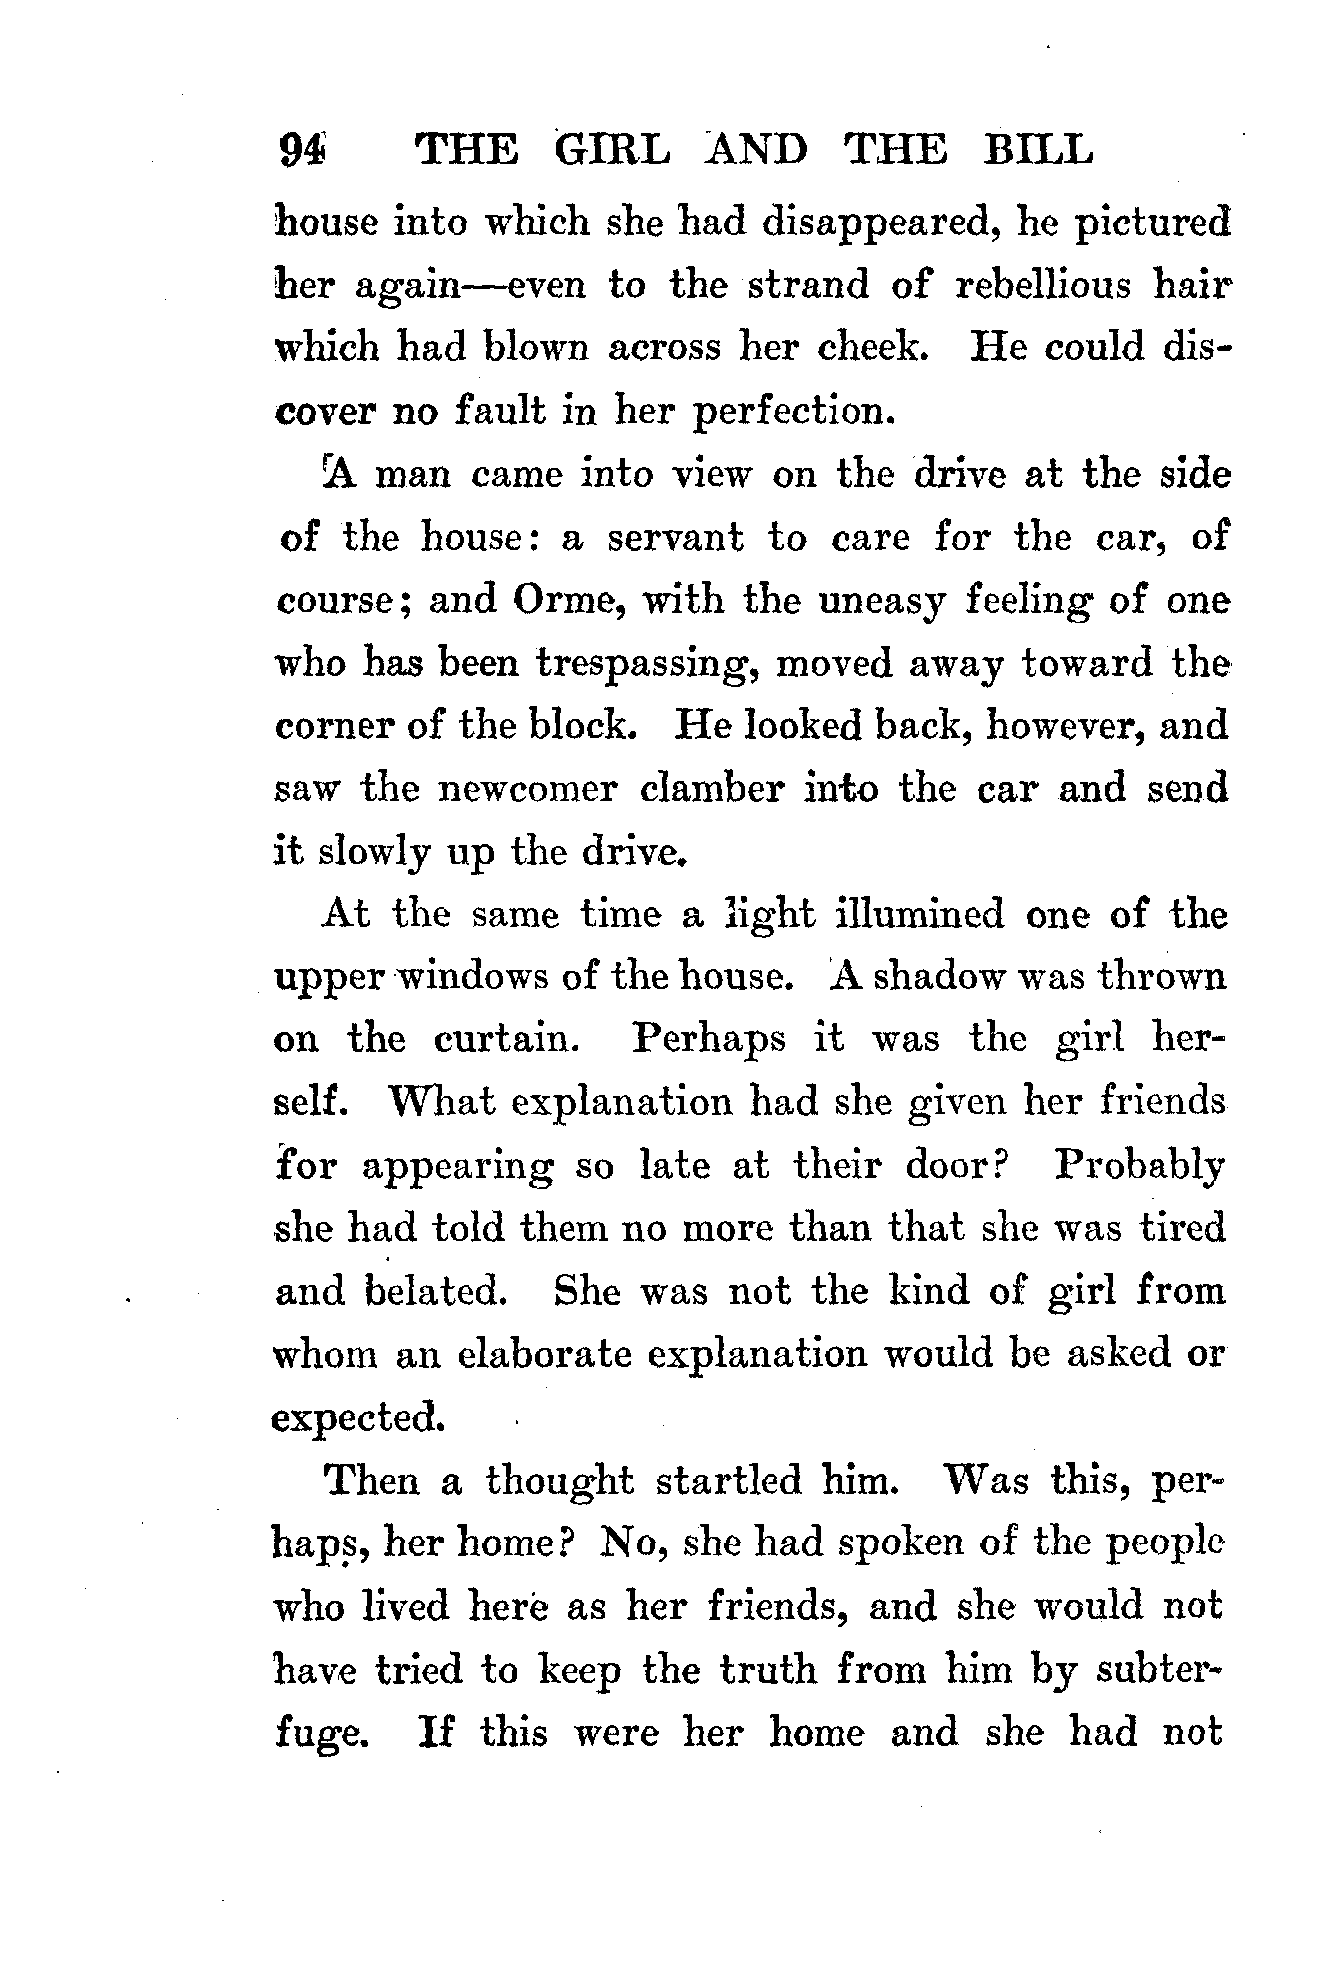 94 THE GIRL AND THE BILL
house into which she had disappeared, he pictured
her again—even to the strand of rebellious hair
which had blown across her cheek. He could dis-
cover no fault in her perfection.
A man came into view on the drive at the side
of the house: a servant to care for the car, of
course; and Orme, with the uneasy feeling of one
who has been trespassing, moved away toward the
corner of the block. He looked back, however, and
saw the newcomer clamber into the car and send
it slowly up the drive.
At the same time a light illumined one of the
upper windows of the house. A shadow was thrown
on the curtain. Perhaps it was the girl her-
self. What explanation had she given her friends
for appearing so late at their door? Probably
she had told them no more than that she was tired
and belated. She was not the kind of girl from
whom an elaborate explanation would be asked or
expected.
Then a thought startled him. Was this, per-
haps, her home? No, she had spoken of the people
who lived here as her friends, and she would not
have tried to keep the truth from him by subter-
fuge. If this were her home and she had not